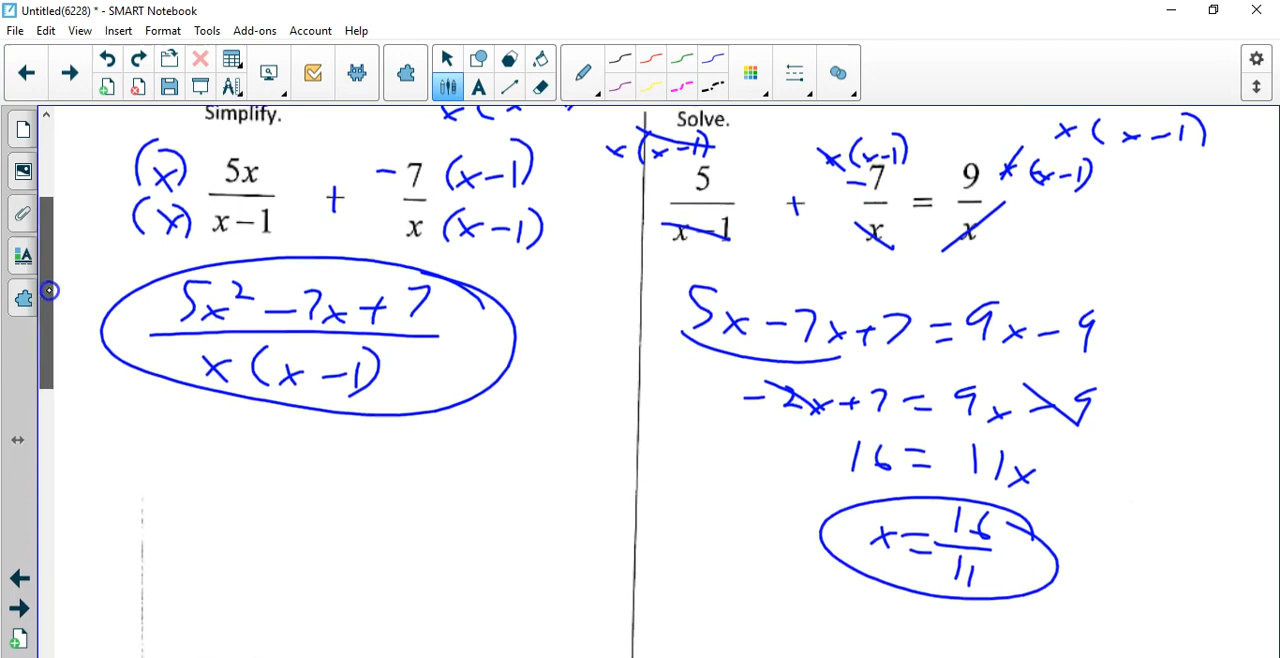 Untitled(6228) * - SMART Notebook
File Edit View Insert Format Tools Add-ons Account Help
Simplify.
(x) 5x/(x-1) + -7/x (x-1)
(x) (x-1)
5x² - 7x + 7
x (x - 1)
Solve.
x (x - 1)
x (x-1) x (x-1) x (x-1)
5/(x-1) + -7/x = 9/x
5x - 7x + 7 = 9x - 9
-2x + 7 = 9x - 9
16 = 11x
x = 16/11